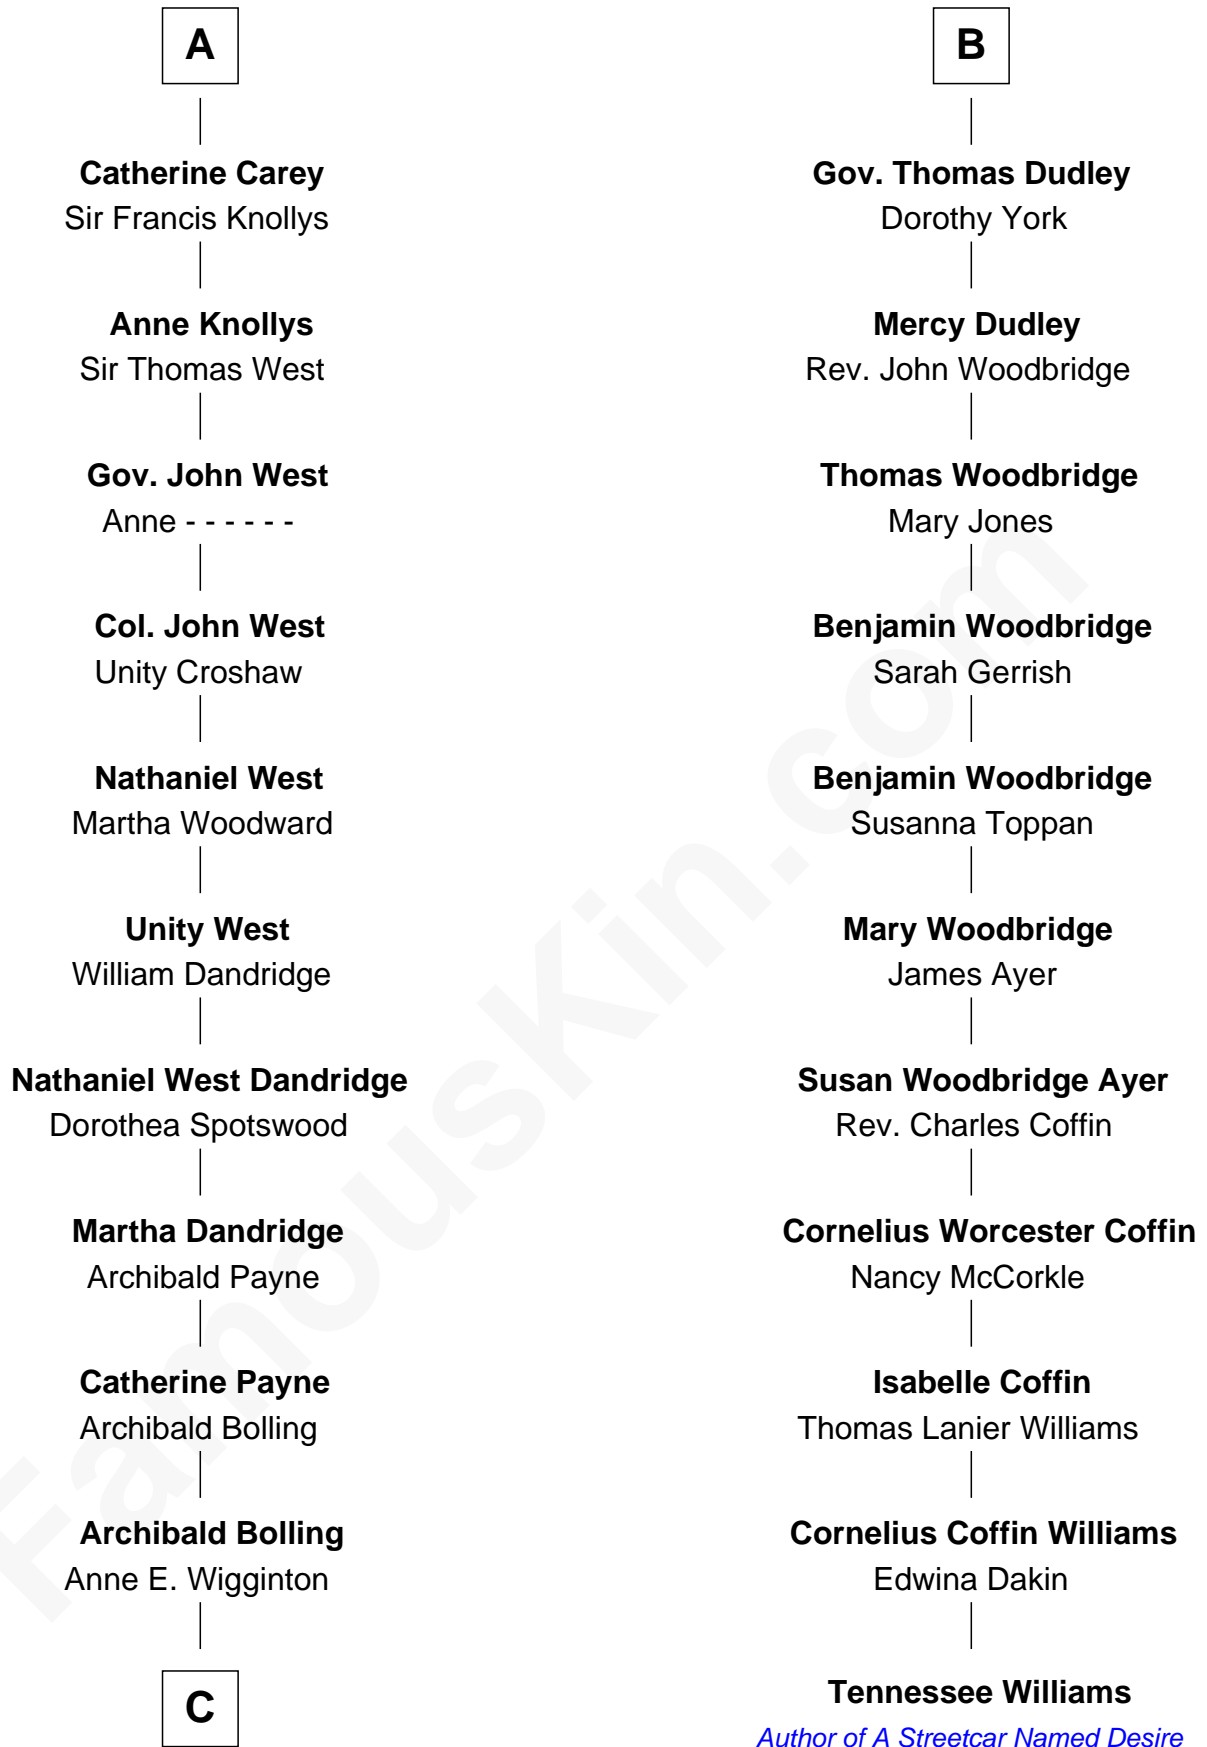 A
Catherine Carey
Sir Francis Knollys
Anne Knollys
Sir Thomas West
Gov. John West
Anne - - - - - -
Col. John West
Unity Croshaw
Nathaniel West
Martha Woodward
Unity West
William Dandridge
Nathaniel West Dandridge
Dorothea Spotswood
Martha Dandridge
Archibald Payne
Catherine Payne
Archibald Bolling
Archibald Bolling
Anne E. Wigginton
C
B
Gov. Thomas Dudley
Dorothy York
Mercy Dudley
Rev. John Woodbridge
Thomas Woodbridge
Mary Jones
Benjamin Woodbridge
Sarah Gerrish
Benjamin Woodbridge
Susanna Toppan
Mary Woodbridge
James Ayer
Susan Woodbridge Ayer
Rev. Charles Coffin
Cornelius Worcester Coffin
Nancy McCorkle
Isabelle Coffin
Thomas Lanier Williams
Cornelius Coffin Williams
Edwina Dakin
Tennessee Williams
Author of A Streetcar Named Desire
FamousKin.com